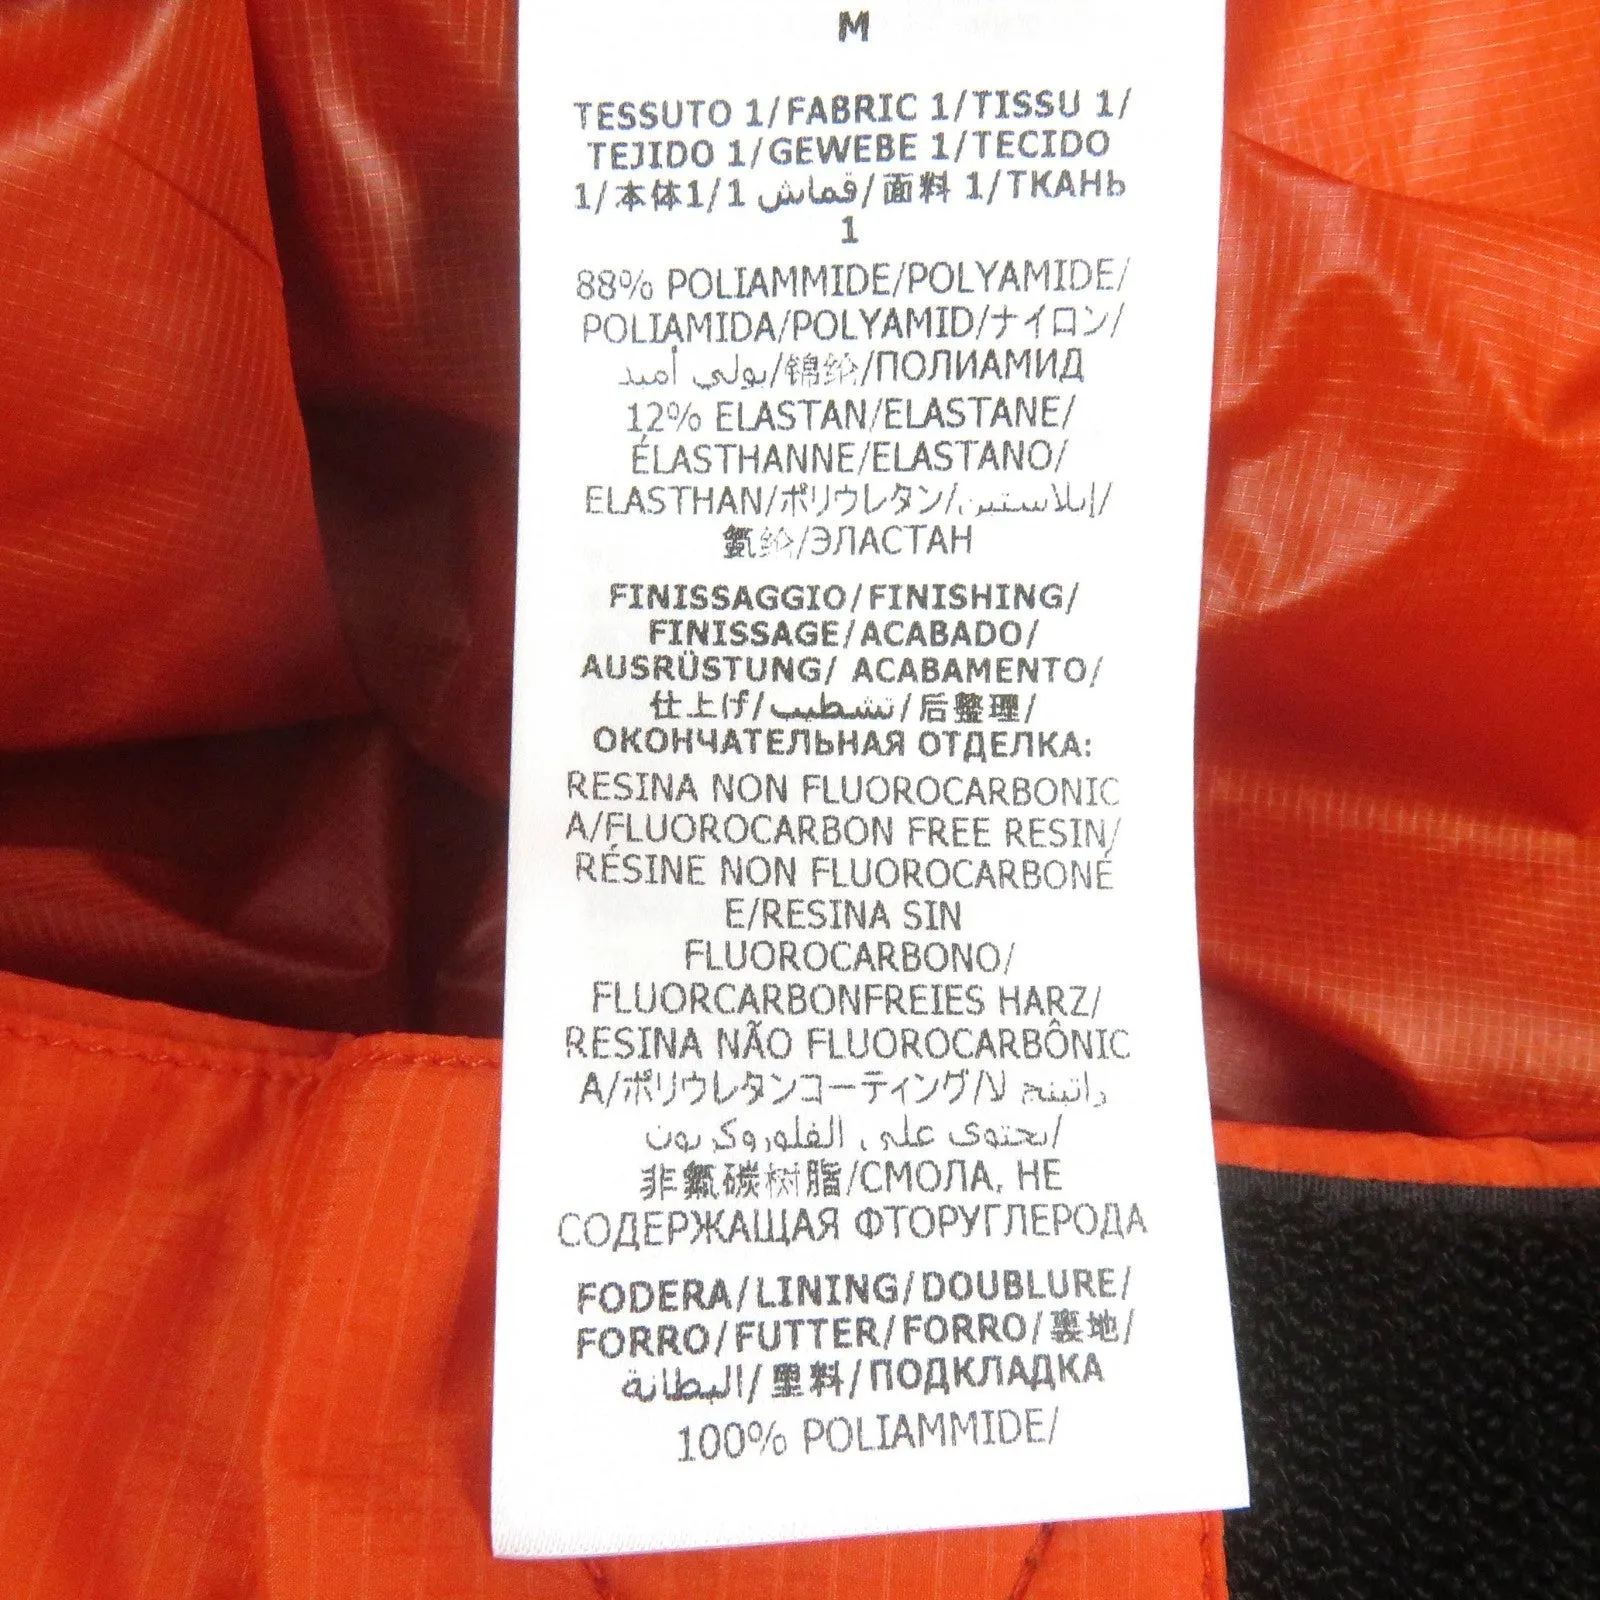 M
TESSUTO 1/FABRIC 1/TISSU 1/
TEJIDO 1/GEWEBE 1/TECIDO
1/本体1/1 قماش/面料 1/ТКАНЬ
1
88% POLIAMMIDE/POLYAMIDE/
POLIAMIDA/POLYAMID/ナイロン/
بولي أميد/锦纶/ПОЛИАМИД
12% ELASTAN/ELASTANE/
ÉLASTHANNE/ELASTANO/
ELASTHAN/ポリウレタン/إيلاستين/
氨纶/ЭЛАСТАН
FINISSAGGIO/FINISHING/
FINISSAGE/ACABADO/
AUSRÜSTUNG/ ACABAMENTO/
仕上げ/تشطيب/后整理/
ОКОНЧАТЕЛЬНАЯ ОТДЕЛКА:
RESINA NON FLUOROCARBONIC
A/FLUOROCARBON FREE RESIN/
RÉSINE NON FLUOROCARBONÉ
E/RESINA SIN
FLUOROCARBONO/
FLUORCARBONFREIES HARZ/
RESINA NÃO FLUOROCARBÔNIC
A/ポリウレタンコーティング/راتينج لا
يحتوي على الفلوروكربون/
非氟碳树脂/СМОЛА, НЕ
СОДЕРЖАЩАЯ ФТОРУГЛЕРОДА
FODERA/LINING/DOUBLURE/
FORRO/FUTTER/FORRO/裏地/
البطانة/里料/ПОДКЛАДКА
100% POLIAMMIDE/